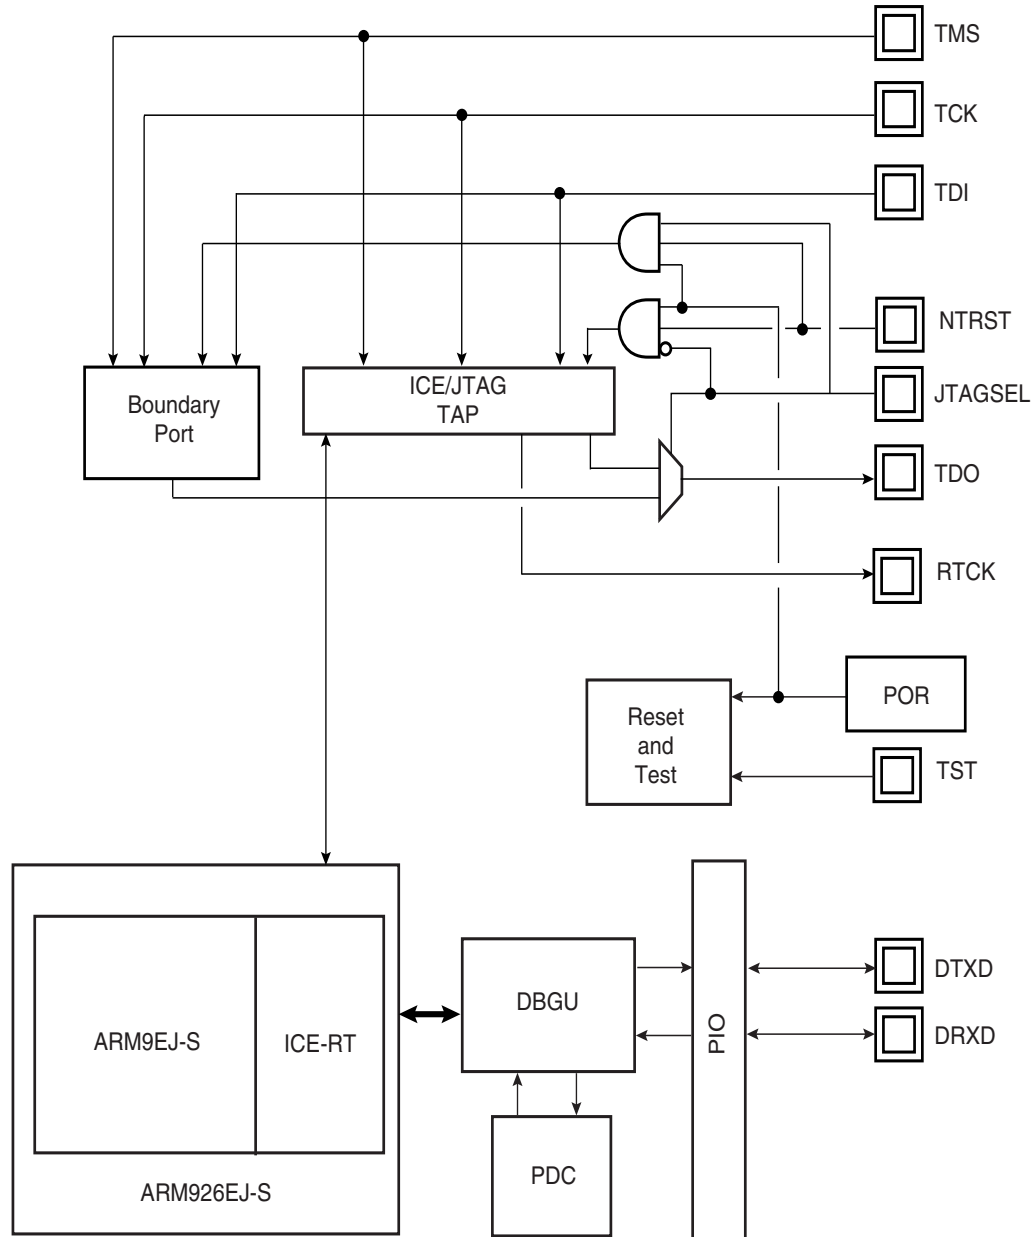 TMS
TCK
TDI
NTRST
JTAGSEL
ICE/JTAG
TAP
Boundary
Port
TDO
RTCK
POR
Reset
and
Test
TST
DTXD
DBGU
PIO
DRXD
ARM9EJ-S
ICE-RT
PDC
ARM926EJ-S